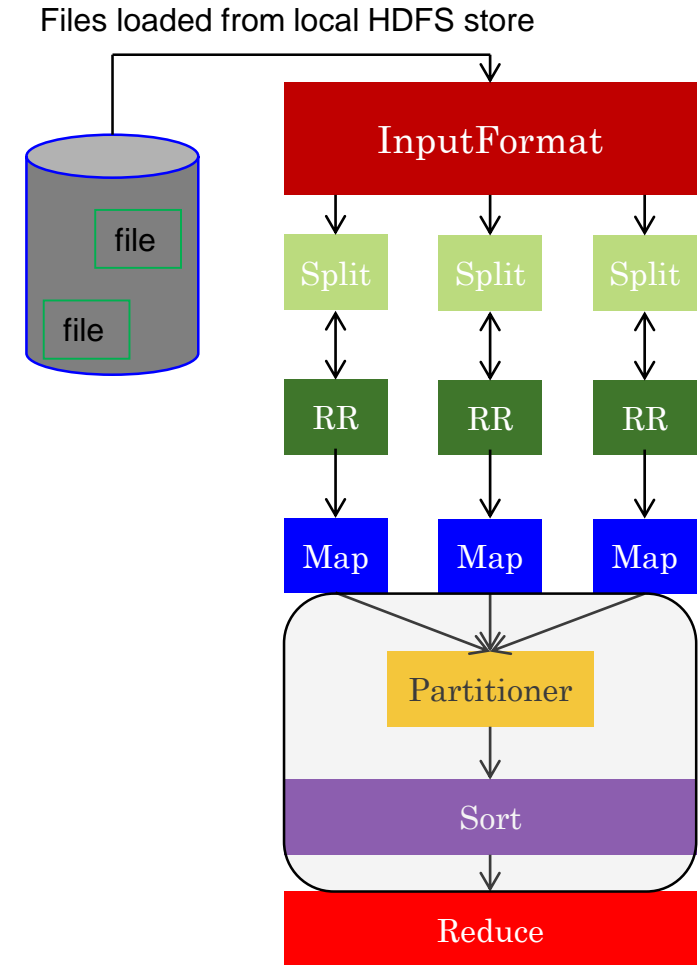 Files loaded from local HDFS store
InputFormat
file
file
Split Split Split
RR RR RR
Map Map Map
Partitioner
Sort
Reduce